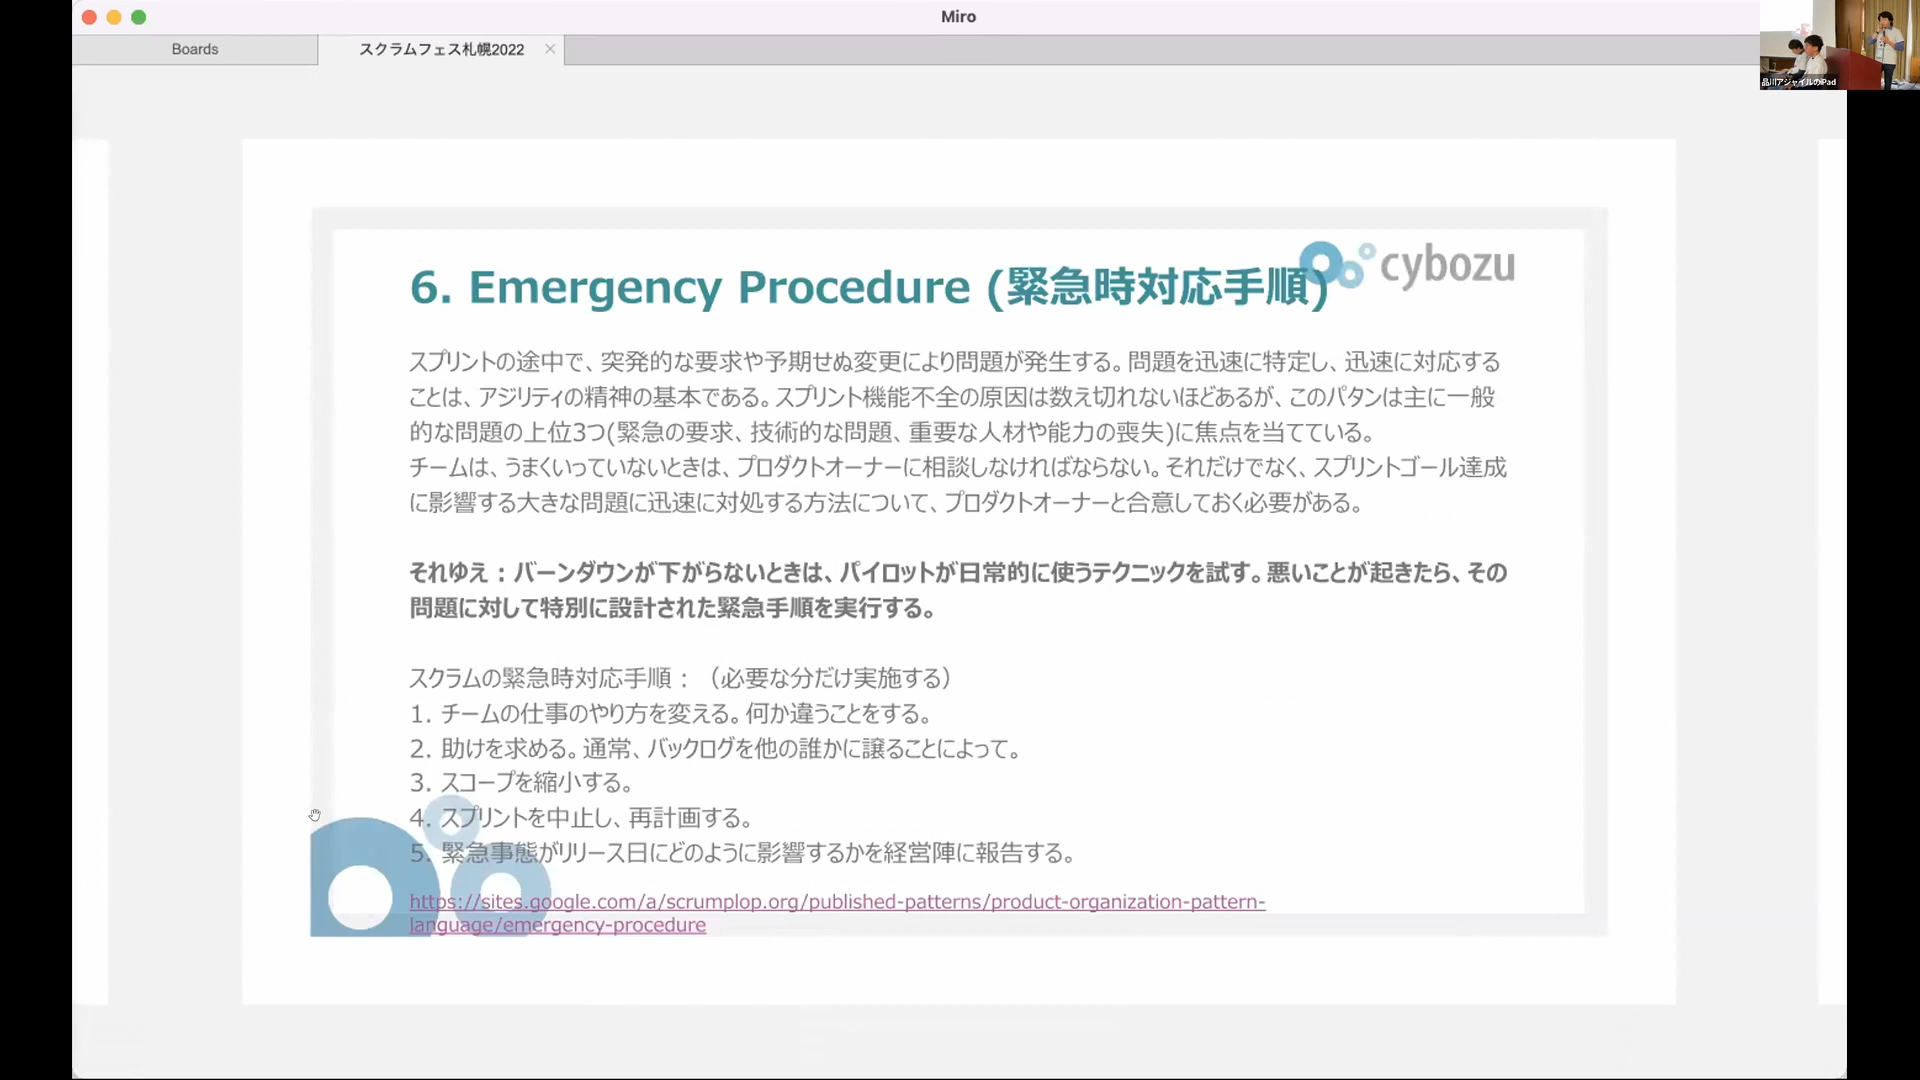 Miro
Boards
スクラムフェス札幌2022
品川アジャイルのiPad
cybozu
6. Emergency Procedure (緊急時対応手順)
スプリントの途中で、突発的な要求や予期せぬ変更により問題が発生する。問題を迅速に特定し、迅速に対応する
ことは、アジリティの精神の基本である。スプリント機能不全の原因は数え切れないほどあるが、このパタンは主に一般
的な問題の上位3つ(緊急の要求、技術的な問題、重要な人材や能力の喪失)に焦点を当てている。
チームは、うまくいっていないときは、プロダクトオーナーに相談しなければならない。それだけでなく、スプリントゴール達成
に影響する大きな問題に迅速に対処する方法について、プロダクトオーナーと合意しておく必要がある。
それゆえ：バーンダウンが下がらないときは、パイロットが日常的に使うテクニックを試す。悪いことが起きたら、その
問題に対して特別に設計された緊急手順を実行する。
スクラムの緊急時対応手順：（必要な分だけ実施する）
1. チームの仕事のやり方を変える。何か違うことをする。
2. 助けを求める。通常、バックログを他の誰かに譲ることによって。
3. スコープを縮小する。
4. スプリントを中止し、再計画する。
5. 緊急事態がリリース日にどのように影響するかを経営陣に報告する。
https://sites.google.com/a/scrumplop.org/published-patterns/product-organization-pattern-
language/emergency-procedure